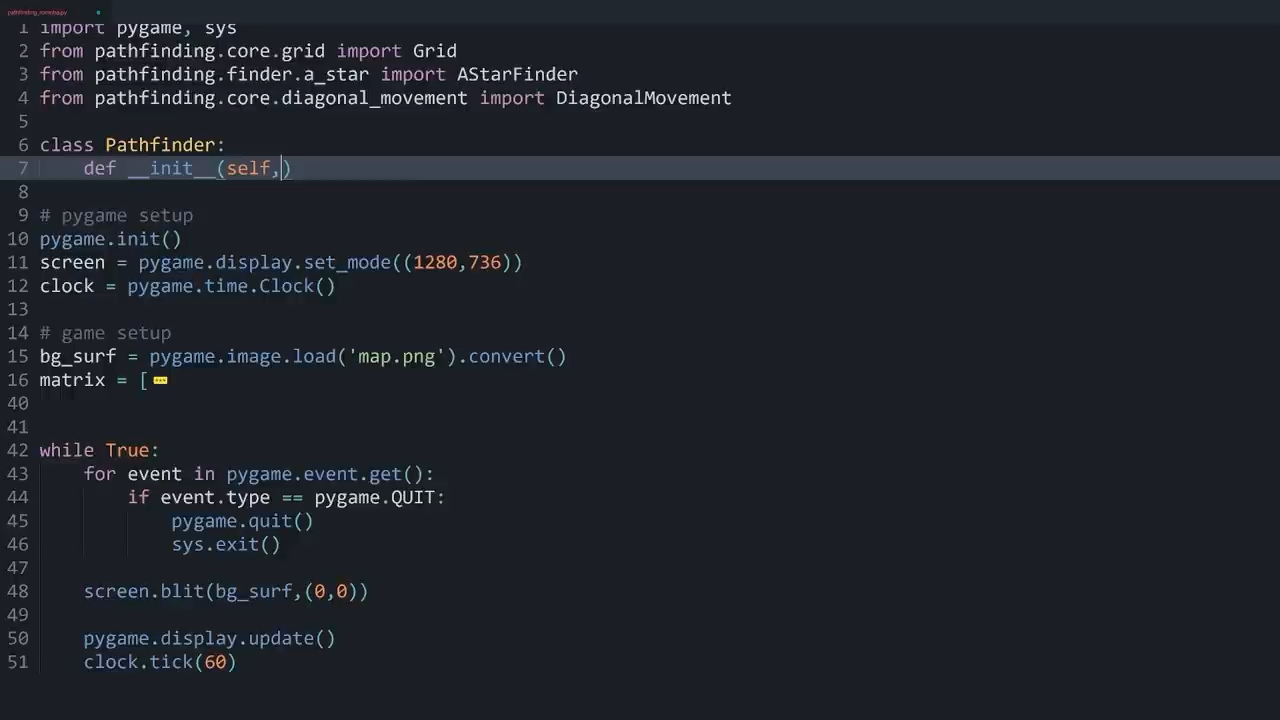 pathfinding_roomba.py
1 import pygame, sys
2 from pathfinding.core.grid import Grid
3 from pathfinding.finder.a_star import AStarFinder
4 from pathfinding.core.diagonal_movement import DiagonalMovement
5
6 class Pathfinder:
7     def __init__(self,)
8
9 # pygame setup
10 pygame.init()
11 screen = pygame.display.set_mode((1280,736))
12 clock = pygame.time.Clock()
13
14 # game setup
15 bg_surf = pygame.image.load('map.png').convert()
16 matrix = [
40
41
42 while True:
43     for event in pygame.event.get():
44         if event.type == pygame.QUIT:
45             pygame.quit()
46             sys.exit()
47
48     screen.blit(bg_surf,(0,0))
49
50     pygame.display.update()
51     clock.tick(60)